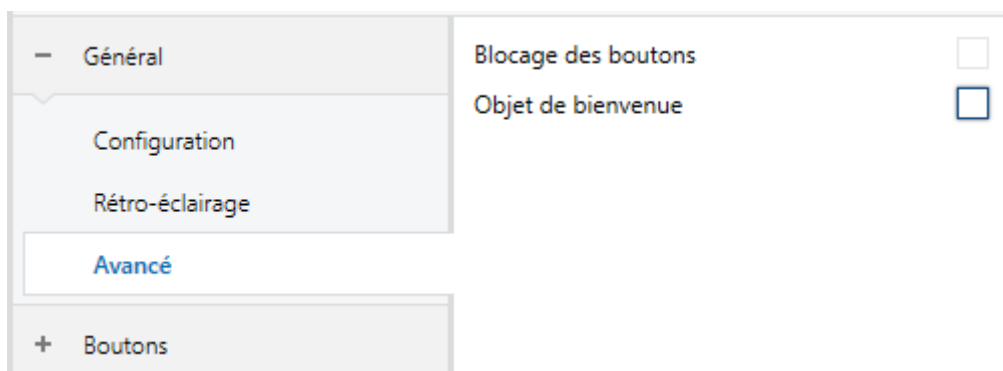 Général
Configuration
Rétro-éclairage
Avancé
Boutons
Blocage des boutons
Objet de bienvenue